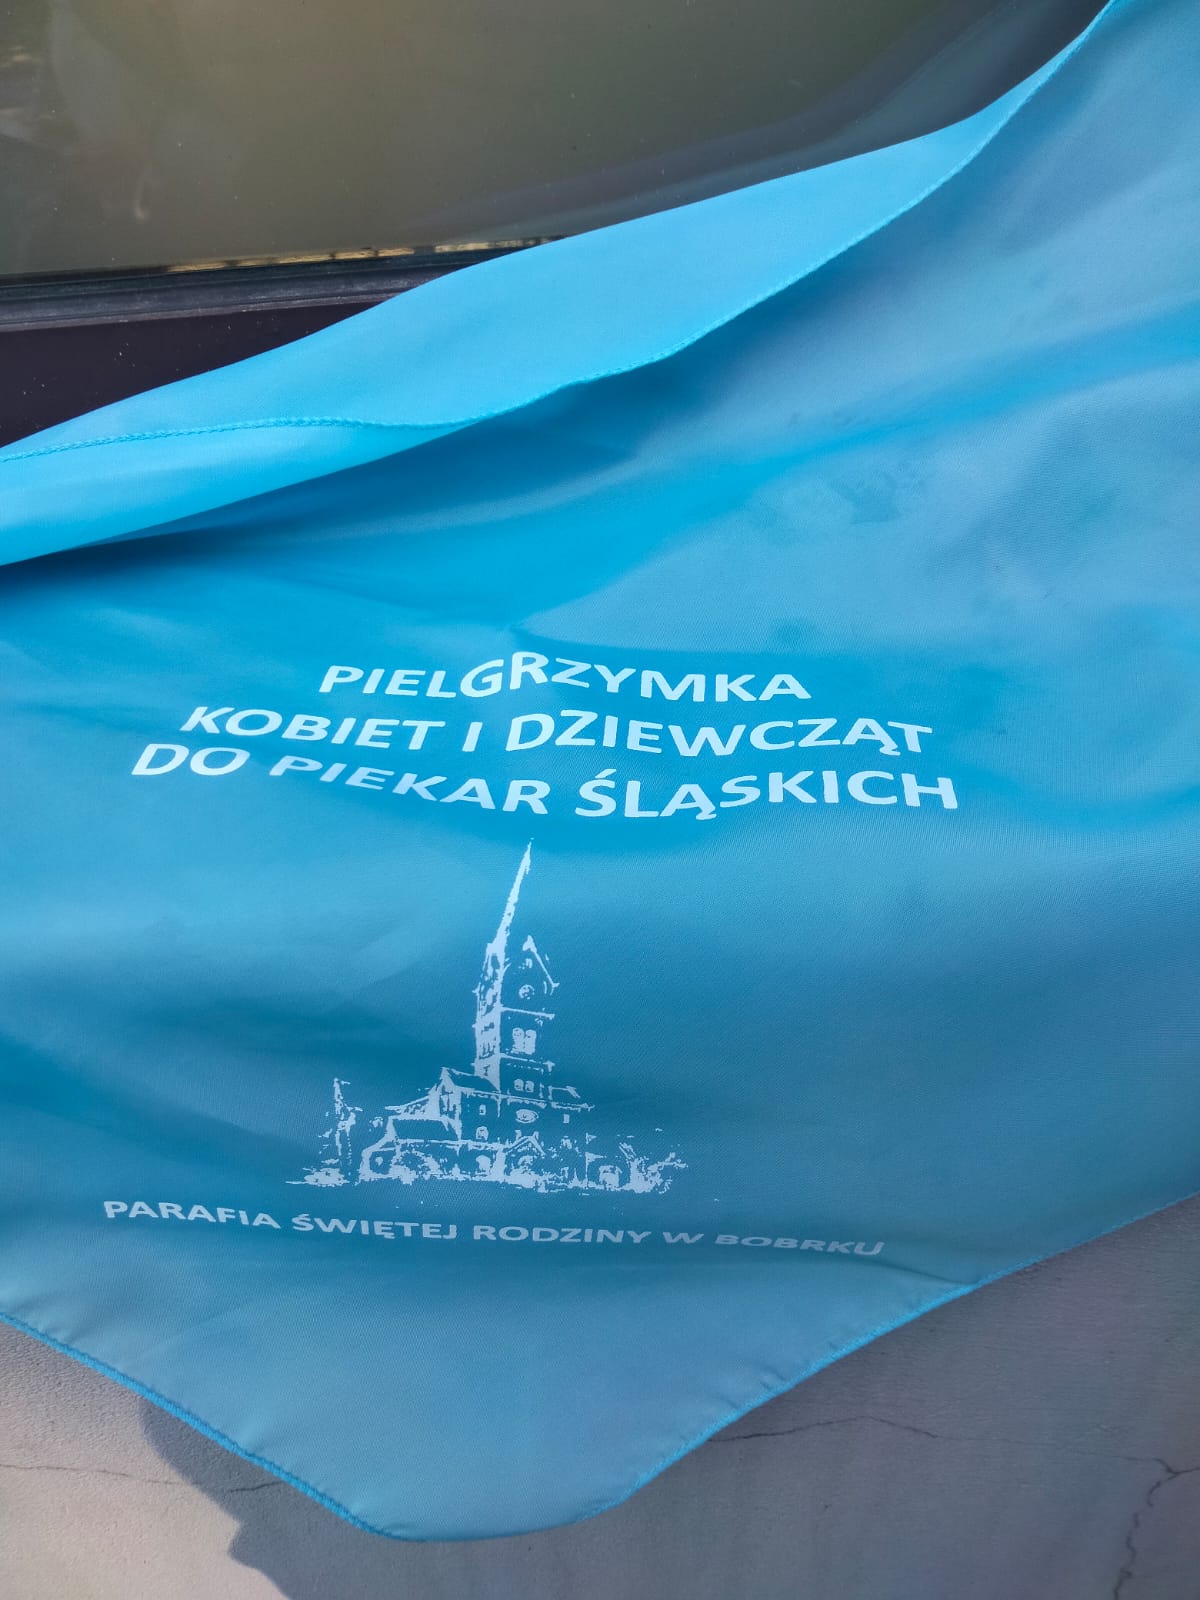 PIELGRZYMKA
KOBIET I DZIEWCZĄT
DO PIEKAR ŚLĄSKICH
PARAFIA ŚWIĘTEJ RODZINY W BOBRKU